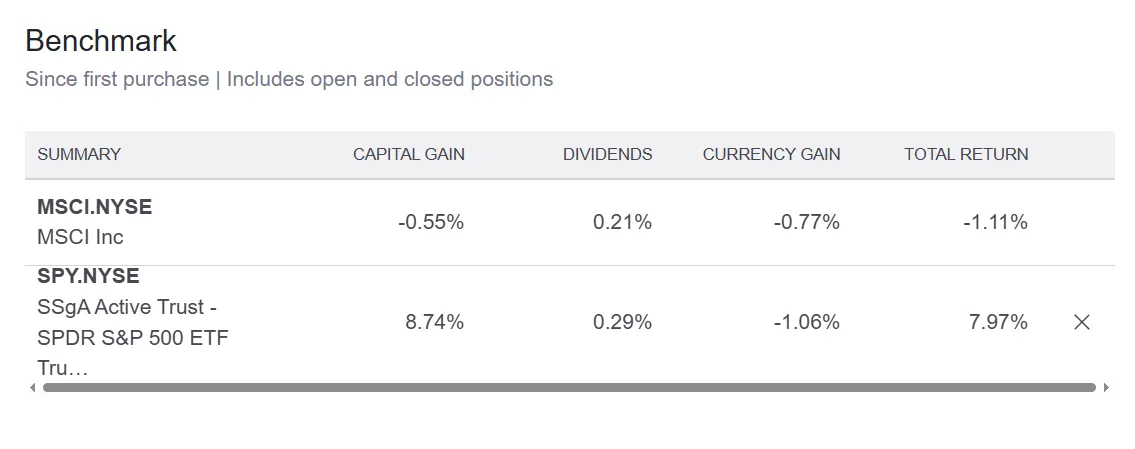 Benchmark
Since first purchase | Includes open and closed positions
SUMMARY CAPITAL GAIN DIVIDENDS CURRENCY GAIN TOTAL RETURN
MSCI.NYSE
MSCI Inc
-0.55% 0.21% -0.77% -1.11%
SPY.NYSE
SSgA Active Trust -
SPDR S&P 500 ETF
Tru…
8.74% 0.29% -1.06% 7.97%